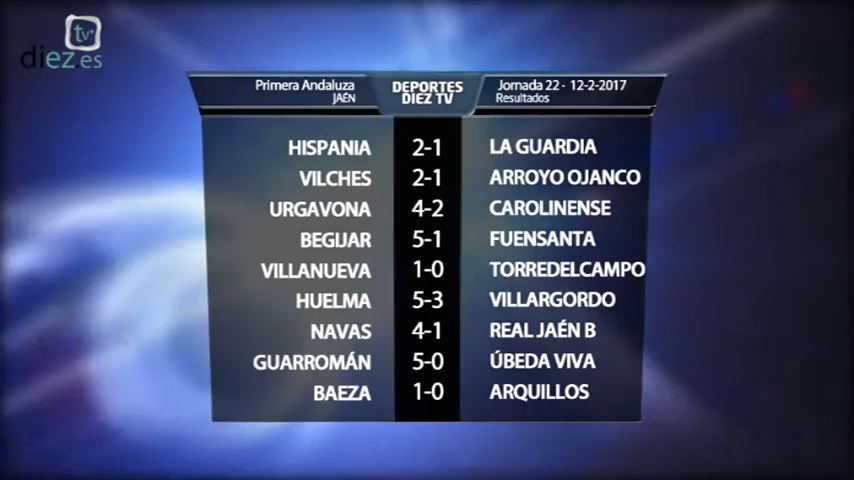 tv
diez.es
Primera Andaluza
JAÉN
DEPORTES
DIEZ TV
Jornada 22 - 12-2-2017
Resultados
HISPANIA 2-1 LA GUARDIA
VILCHES 2-1 ARROYO OJANCO
URGAVONA 4-2 CAROLINENSE
BEGIJAR 5-1 FUENSANTA
VILLANUEVA 1-0 TORREDELCAMPO
HUELMA 5-3 VILLARGORDO
NAVAS 4-1 REAL JAÉN B
GUARROMÁN 5-0 ÚBEDA VIVA
BAEZA 1-0 ARQUILLOS